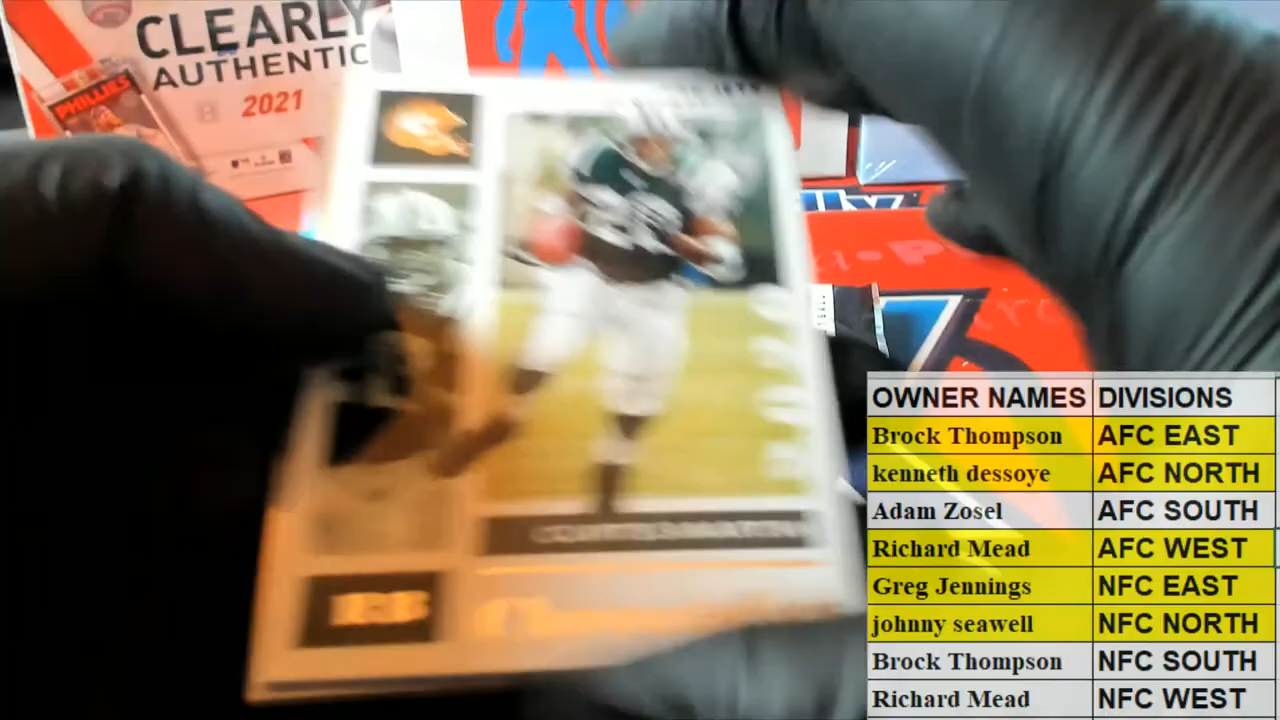 CLEARLY
AUTHENTIC
2021
PHILLIES
RB
OWNER NAMES DIVISIONS
Brock Thompson AFC EAST
kenneth dessoye AFC NORTH
Adam Zosel AFC SOUTH
Richard Mead AFC WEST
Greg Jennings NFC EAST
johnny seawell NFC NORTH
Brock Thompson NFC SOUTH
Richard Mead NFC WEST